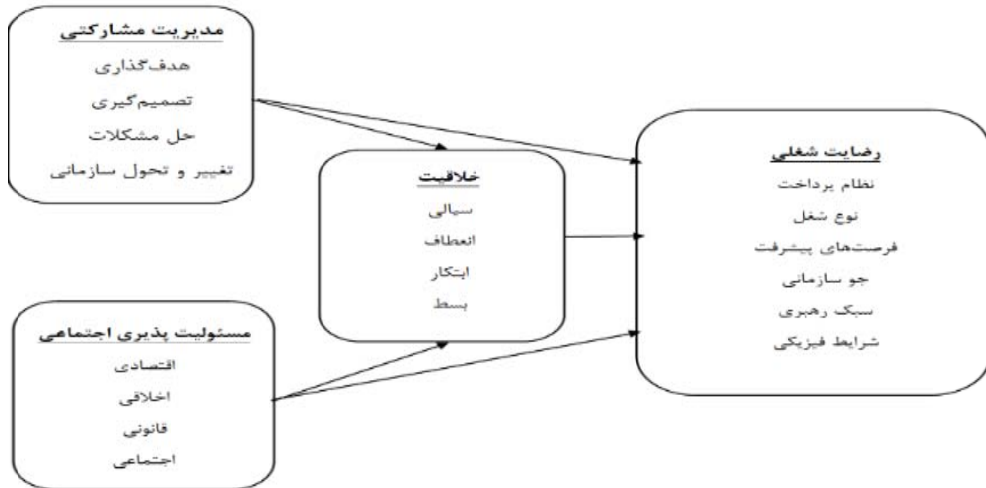 مدیریت مشارکتی
هدف‌گذاری
تصمیم‌گیری
حل مشکلات
تغییر و تحول سازمانی
خلاقیت
سیالی
انعطاف
ابتکار
بسط
رضایت شغلی
نظام پرداخت
نوع شغل
فرصت‌های پیشرفت
جو سازمانی
سبک رهبری
شرایط فیزیکی
مسئولیت پذیری اجتماعی
اقتصادی
اخلاقی
قانونی
اجتماعی